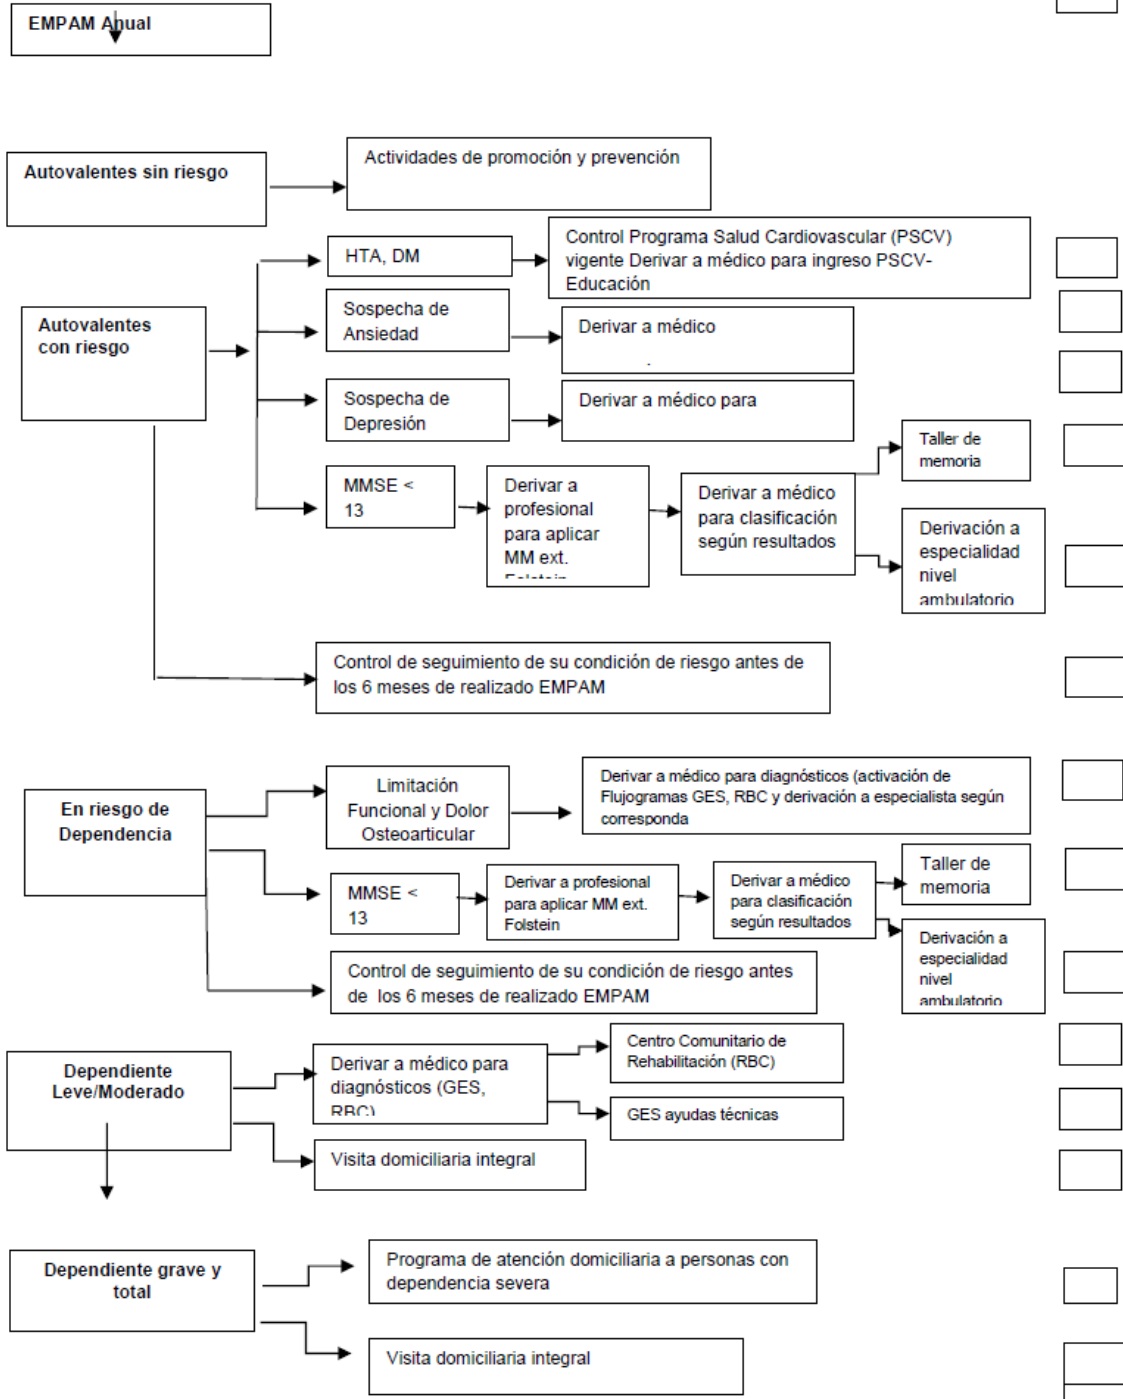 EMPAM Anual
Autovalentes sin riesgo
Actividades de promoción y prevención
Autovalentes
con riesgo
HTA, DM
Control Programa Salud Cardiovascular (PSCV)
vigente Derivar a médico para ingreso PSCV-
Educación
Sospecha de
Ansiedad
Derivar a médico
.
Sospecha de
Depresión
Derivar a médico para
MMSE <
13
Derivar a
profesional
para aplicar
MM ext.
Folstein
Derivar a médico
para clasificación
según resultados
Taller de
memoria
Derivación a
especialidad
nivel
ambulatorio
Control de seguimiento de su condición de riesgo antes de
los 6 meses de realizado EMPAM
En riesgo de
Dependencia
Limitación
Funcional y Dolor
Osteoarticular
Derivar a médico para diagnósticos (activación de
Flujogramas GES, RBC y derivación a especialista según
corresponda
MMSE <
13
Derivar a profesional
para aplicar MM ext.
Folstein
Derivar a médico
para clasificación
según resultados
Taller de
memoria
Derivación a
especialidad
nivel
ambulatorio
Control de seguimiento de su condición de riesgo antes
de los 6 meses de realizado EMPAM
Dependiente
Leve/Moderado
Derivar a médico para
diagnósticos (GES,
RBC)
Centro Comunitario de
Rehabilitación (RBC)
GES ayudas técnicas
Visita domiciliaria integral
Dependiente grave y
total
Programa de atención domiciliaria a personas con
dependencia severa
Visita domiciliaria integral